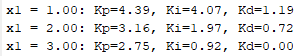 x1 = 1.00: Kp=4.39, Ki=4.07, Kd=1.19
x1 = 2.00: Kp=3.16, Ki=1.97, Kd=0.72
x1 = 3.00: Kp=2.75, Ki=0.92, Kd=0.00